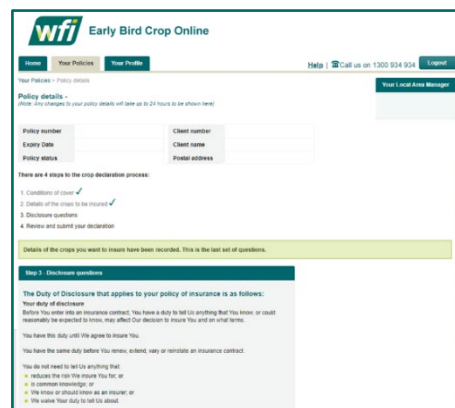 wfi Early Bird Crop Online
Home Your Policies Your Profile Help | ☎Call us on 1300 934 934 Logout
Your Policies - Policy details
Your Local Area Manager
Policy details -
(Note: Any changes to your policy details will take up to 24 hours to be shown here)
Policy number Client number
Expiry Date Client name
Policy status Postal address
There are 4 steps to the crop declaration process:
1. Conditions of cover ✓
2. Details of the crops to be insured ✓
3. Disclosure questions
4. Review and submit your declaration
Details of the crops you want to insure have been recorded. This is the last set of questions.
Step 3 - Disclosure questions
The Duty of Disclosure that applies to your policy of insurance is as follows:
Your duty of disclosure
Before You enter into an insurance contract, You have a duty to tell Us anything that You know, or could
reasonably be expected to know, may affect Our decision to insure You and on what terms.
You have this duty until We agree to insure You.
You have the same duty before You renew, extend, vary or reinstate an insurance contract.
You do not need to tell Us anything that:
reduces the risk We insure You for; or
is common knowledge; or
We know or should know as an insurer; or
We waive Your duty to tell Us about.